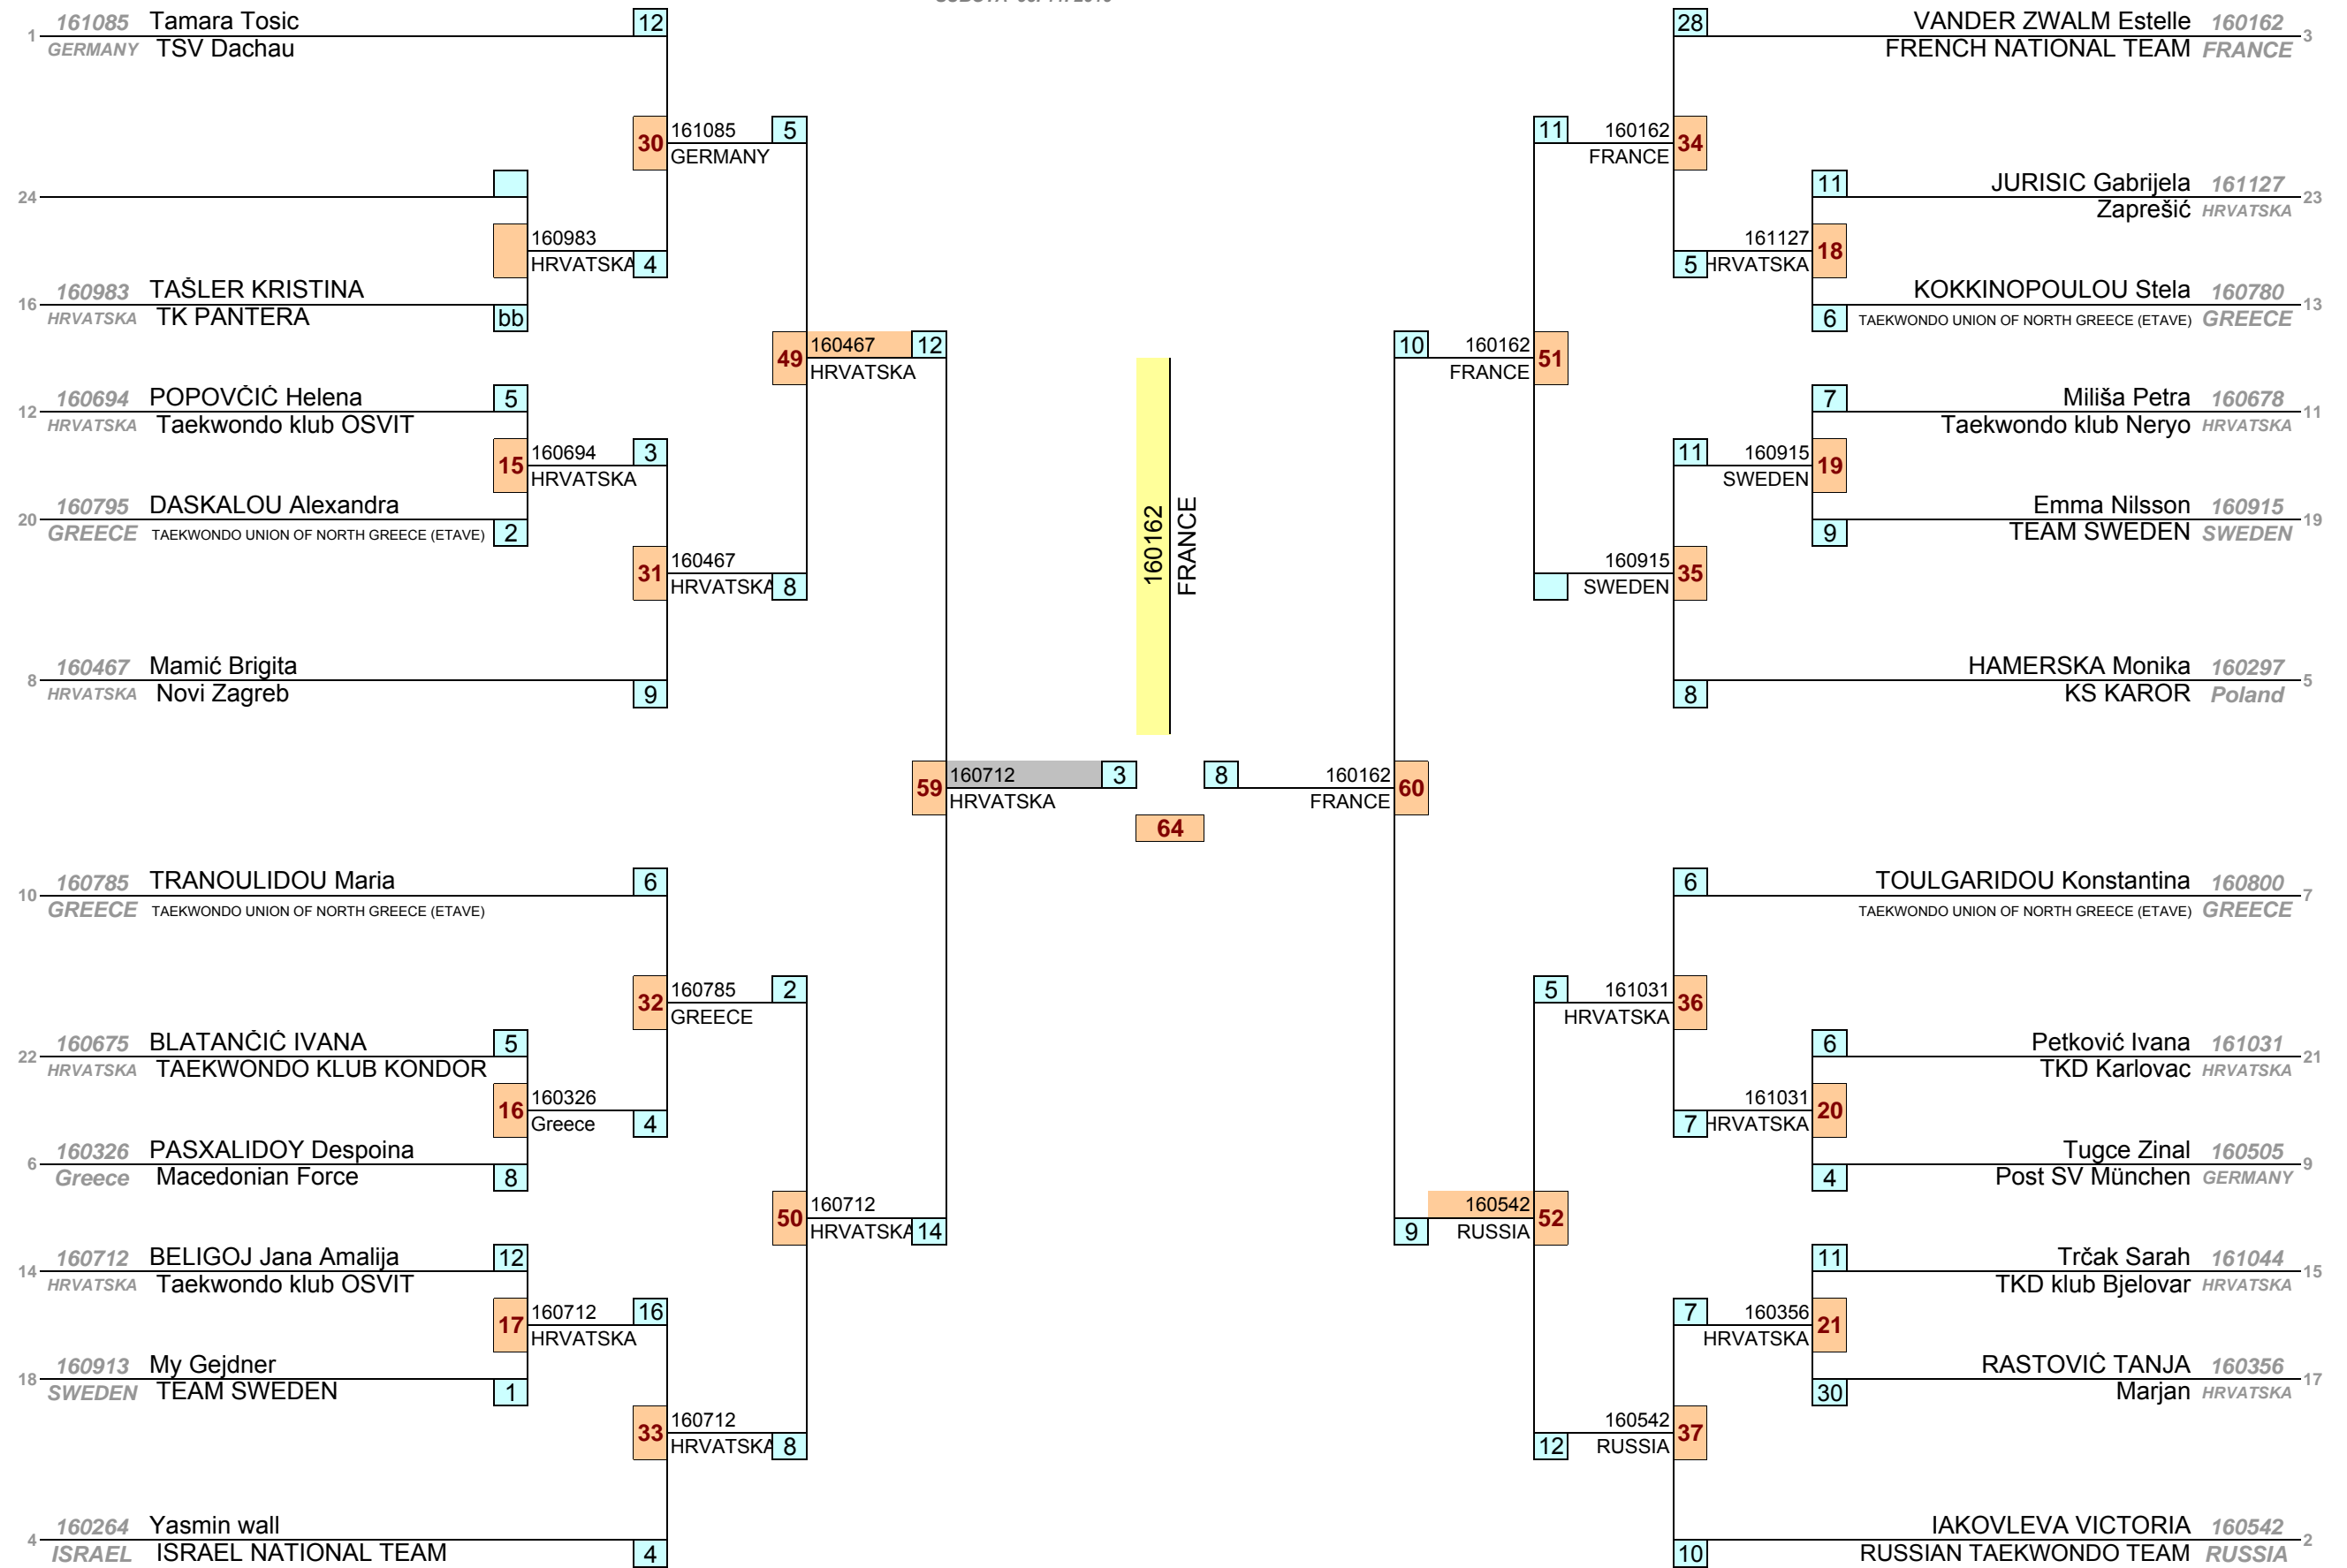 161085 Tamara Tosic 12
1
GERMANY TSV Dachau
30 161085 5
GERMANY
24
160983
HRVATSKA 4
160983 TAŠLER KRISTINA
16
HRVATSKA TK PANTERA bb
49 160467 12
HRVATSKA
160694 POPOVČIĆ Helena 5
12
HRVATSKA Taekwondo klub OSVIT
15 160694 3
HRVATSKA
160795 DASKALOU Alexandra
20
GREECE TAEKWONDO UNION OF NORTH GREECE (ETAVE) 2
31 160467
HRVATSKA 8
160467 Mamić Brigita
8
HRVATSKA Novi Zagreb 9
59 160712 3
HRVATSKA
160785 TRANOULIDOU Maria 6
10
GREECE TAEKWONDO UNION OF NORTH GREECE (ETAVE)
32 160785 2
GREECE
160675 BLATANČIĆ IVANA 5
22
HRVATSKA TAEKWONDO KLUB KONDOR
16 160326
Greece 4
160326 PASXALIDOY Despoina
6
Greece Macedonian Force 8
50 160712
HRVATSKA 14
160712 BELIGOJ Jana Amalija 12
14
HRVATSKA Taekwondo klub OSVIT
17 160712 16
HRVATSKA
160913 My Gejdner
18
SWEDEN TEAM SWEDEN 1
33 160712
HRVATSKA 8
160264 Yasmin wall
4
ISRAEL ISRAEL NATIONAL TEAM 4
160162
FRANCE
64
28 VANDER ZWALM Estelle 160162
3
FRENCH NATIONAL TEAM FRANCE
11 160162 34
FRANCE
11 JURISIC Gabrijela 161127
23
Zaprešić HRVATSKA
161127 18
5 HRVATSKA
KOKKINOPOULOU Stela 160780
13
6 TAEKWONDO UNION OF NORTH GREECE (ETAVE) GREECE
10 160162 51
FRANCE
7 Miliša Petra 160678
11
Taekwondo klub Neryo HRVATSKA
11 160915 19
SWEDEN
Emma Nilsson 160915
19
9 TEAM SWEDEN SWEDEN
160915 35
SWEDEN
HAMERSKA Monika 160297
5
8 KS KAROR Poland
8 160162 60
FRANCE
6 TOULGARIDOU Konstantina 160800
7
TAEKWONDO UNION OF NORTH GREECE (ETAVE) GREECE
5 161031 36
HRVATSKA
6 Petković Ivana 161031
21
TKD Karlovac HRVATSKA
161031 20
7 HRVATSKA
Tugce Zinal 160505
9
4 Post SV München GERMANY
160542 52
9 RUSSIA
11 Trčak Sarah 161044
15
TKD klub Bjelovar HRVATSKA
7 160356 21
HRVATSKA
RASTOVIĆ TANJA 160356
17
30 Marjan HRVATSKA
160542 37
12 RUSSIA
IAKOVLEVA VICTORIA 160542
2
10 RUSSIAN TAEKWONDO TEAM RUSSIA